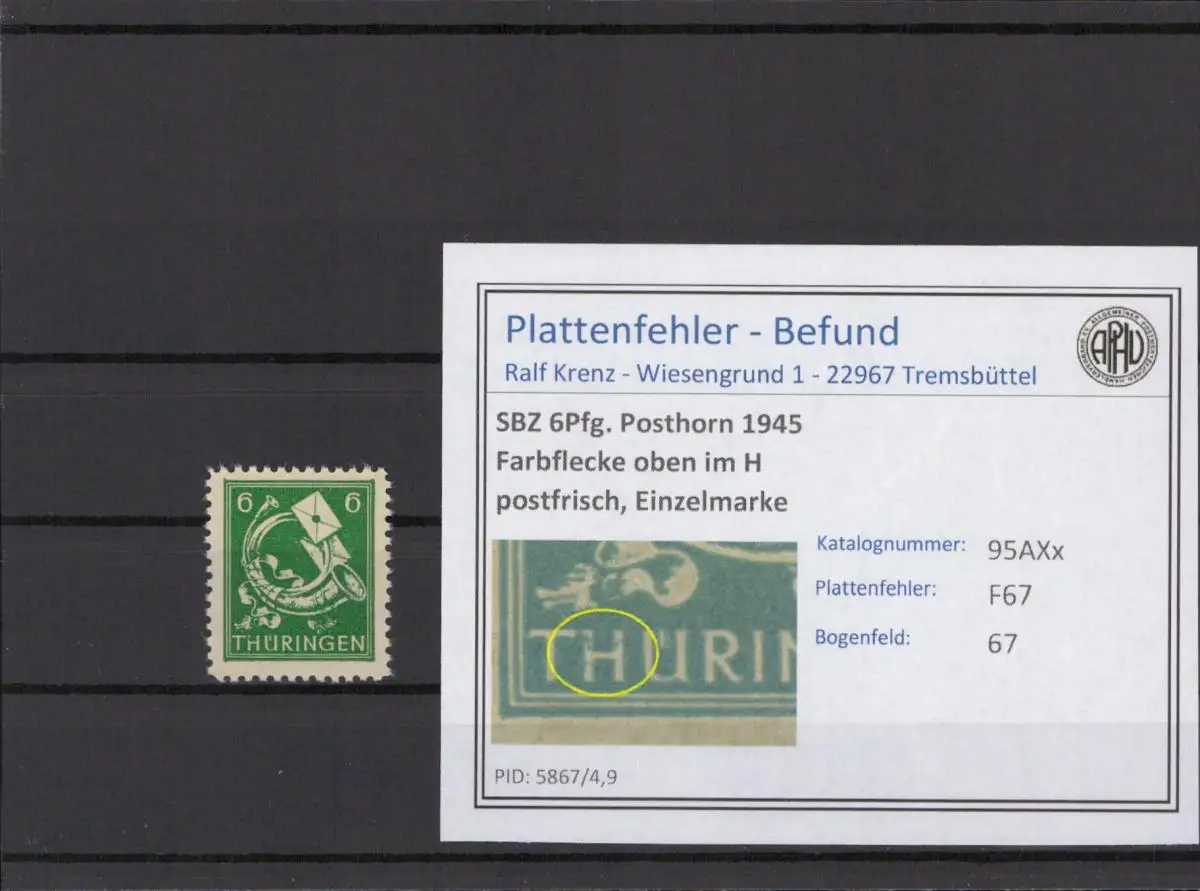 6 6
THÜRINGEN
Plattenfehler - Befund
Ralf Krenz - Wiesengrund 1 - 22967 Tremsbüttel
APHV
SBZ 6Pfg. Posthorn 1945
Farbflecke oben im H
postfrisch, Einzelmarke
Katalognummer: 95AXx
Plattenfehler: F67
Bogenfeld: 67
THÜRIN
PID: 5867/4,9